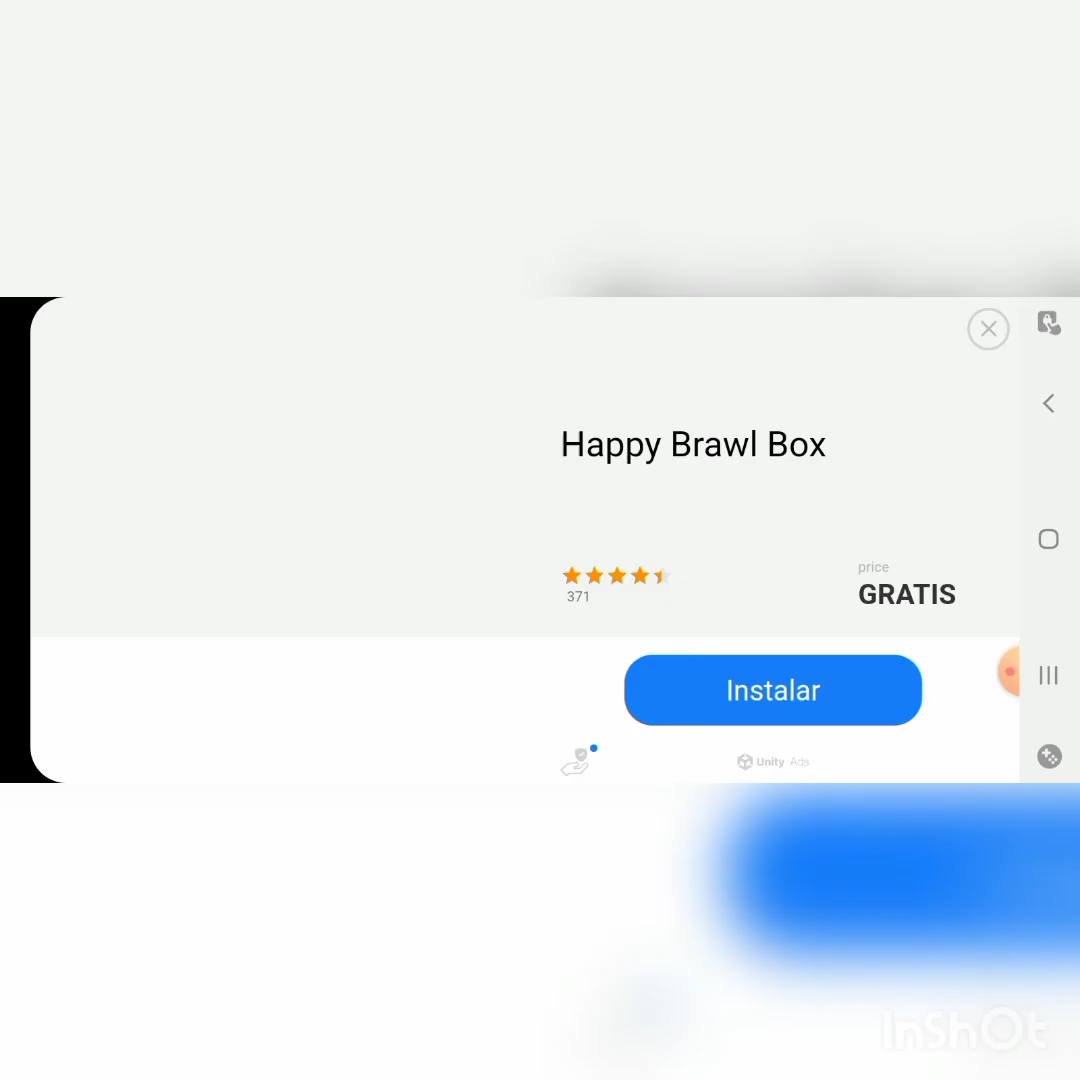 Happy Brawl Box
371
price
GRATIS
Instalar
Unity Ads
InShOt